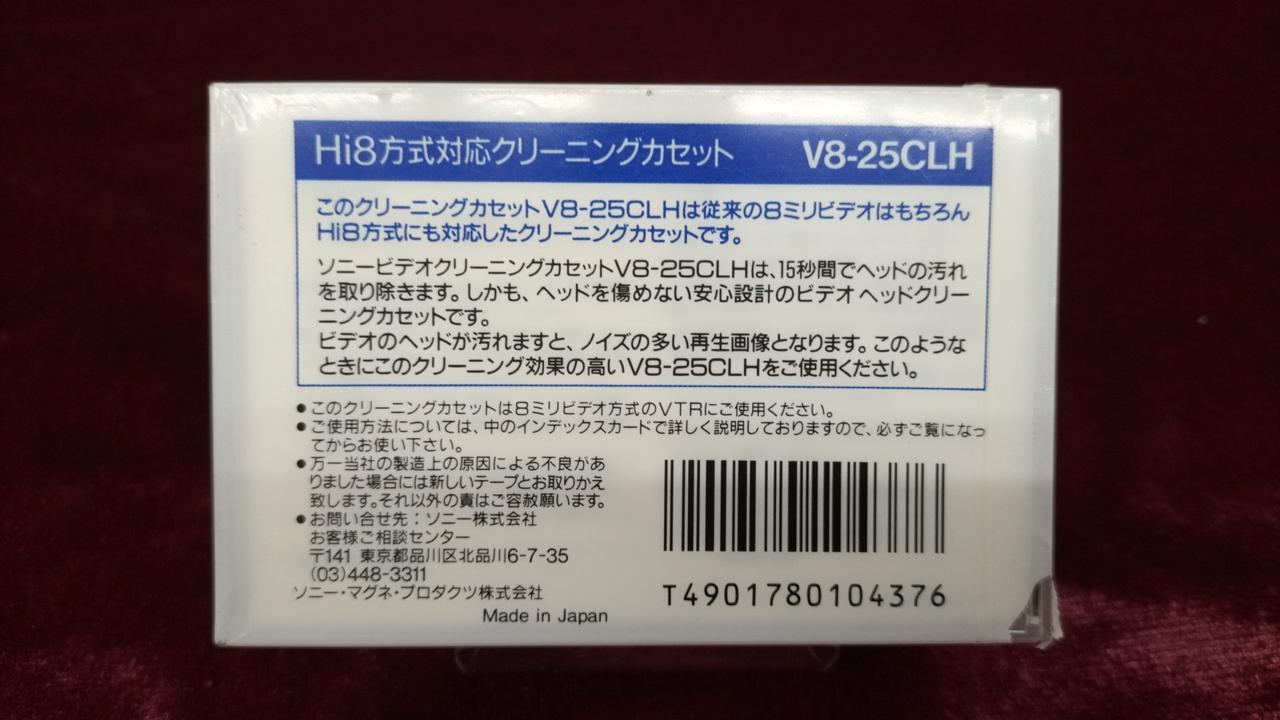 Hi8方式対応クリーニングカセット V8-25CLH
このクリーニングカセットV8-25CLHは従来の8ミリビデオはもちろん
Hi8方式にも対応したクリーニングカセットです。
ソニービデオクリーニングカセットV8-25CLHは、15秒間でヘッドの汚れ
を取り除きます。しかも、ヘッドを傷めない安心設計のビデオヘッドクリー
ニングカセットです。
ビデオのヘッドが汚れますと、ノイズの多い再生画像となります。このような
ときにこのクリーニング効果の高いV8-25CLHをご使用ください。
●このクリーニングカセットは8ミリビデオ方式のVTRにご使用ください。
●ご使用方法については、中のインデックスカードで詳しく説明しておりますので、必ずご覧になっ
てからお使い下さい。
●万一当社の製造上の原因による不良があ
りました場合には新しいテープとお取りかえ
致します。それ以外の責はご容赦願います。
●お問い合せ先：ソニー株式会社
お客様ご相談センター
〒141 東京都品川区北品川6-7-35
(03)448-3311
ソニー・マグネ・プロダクツ株式会社
Made in Japan
T4901780104376